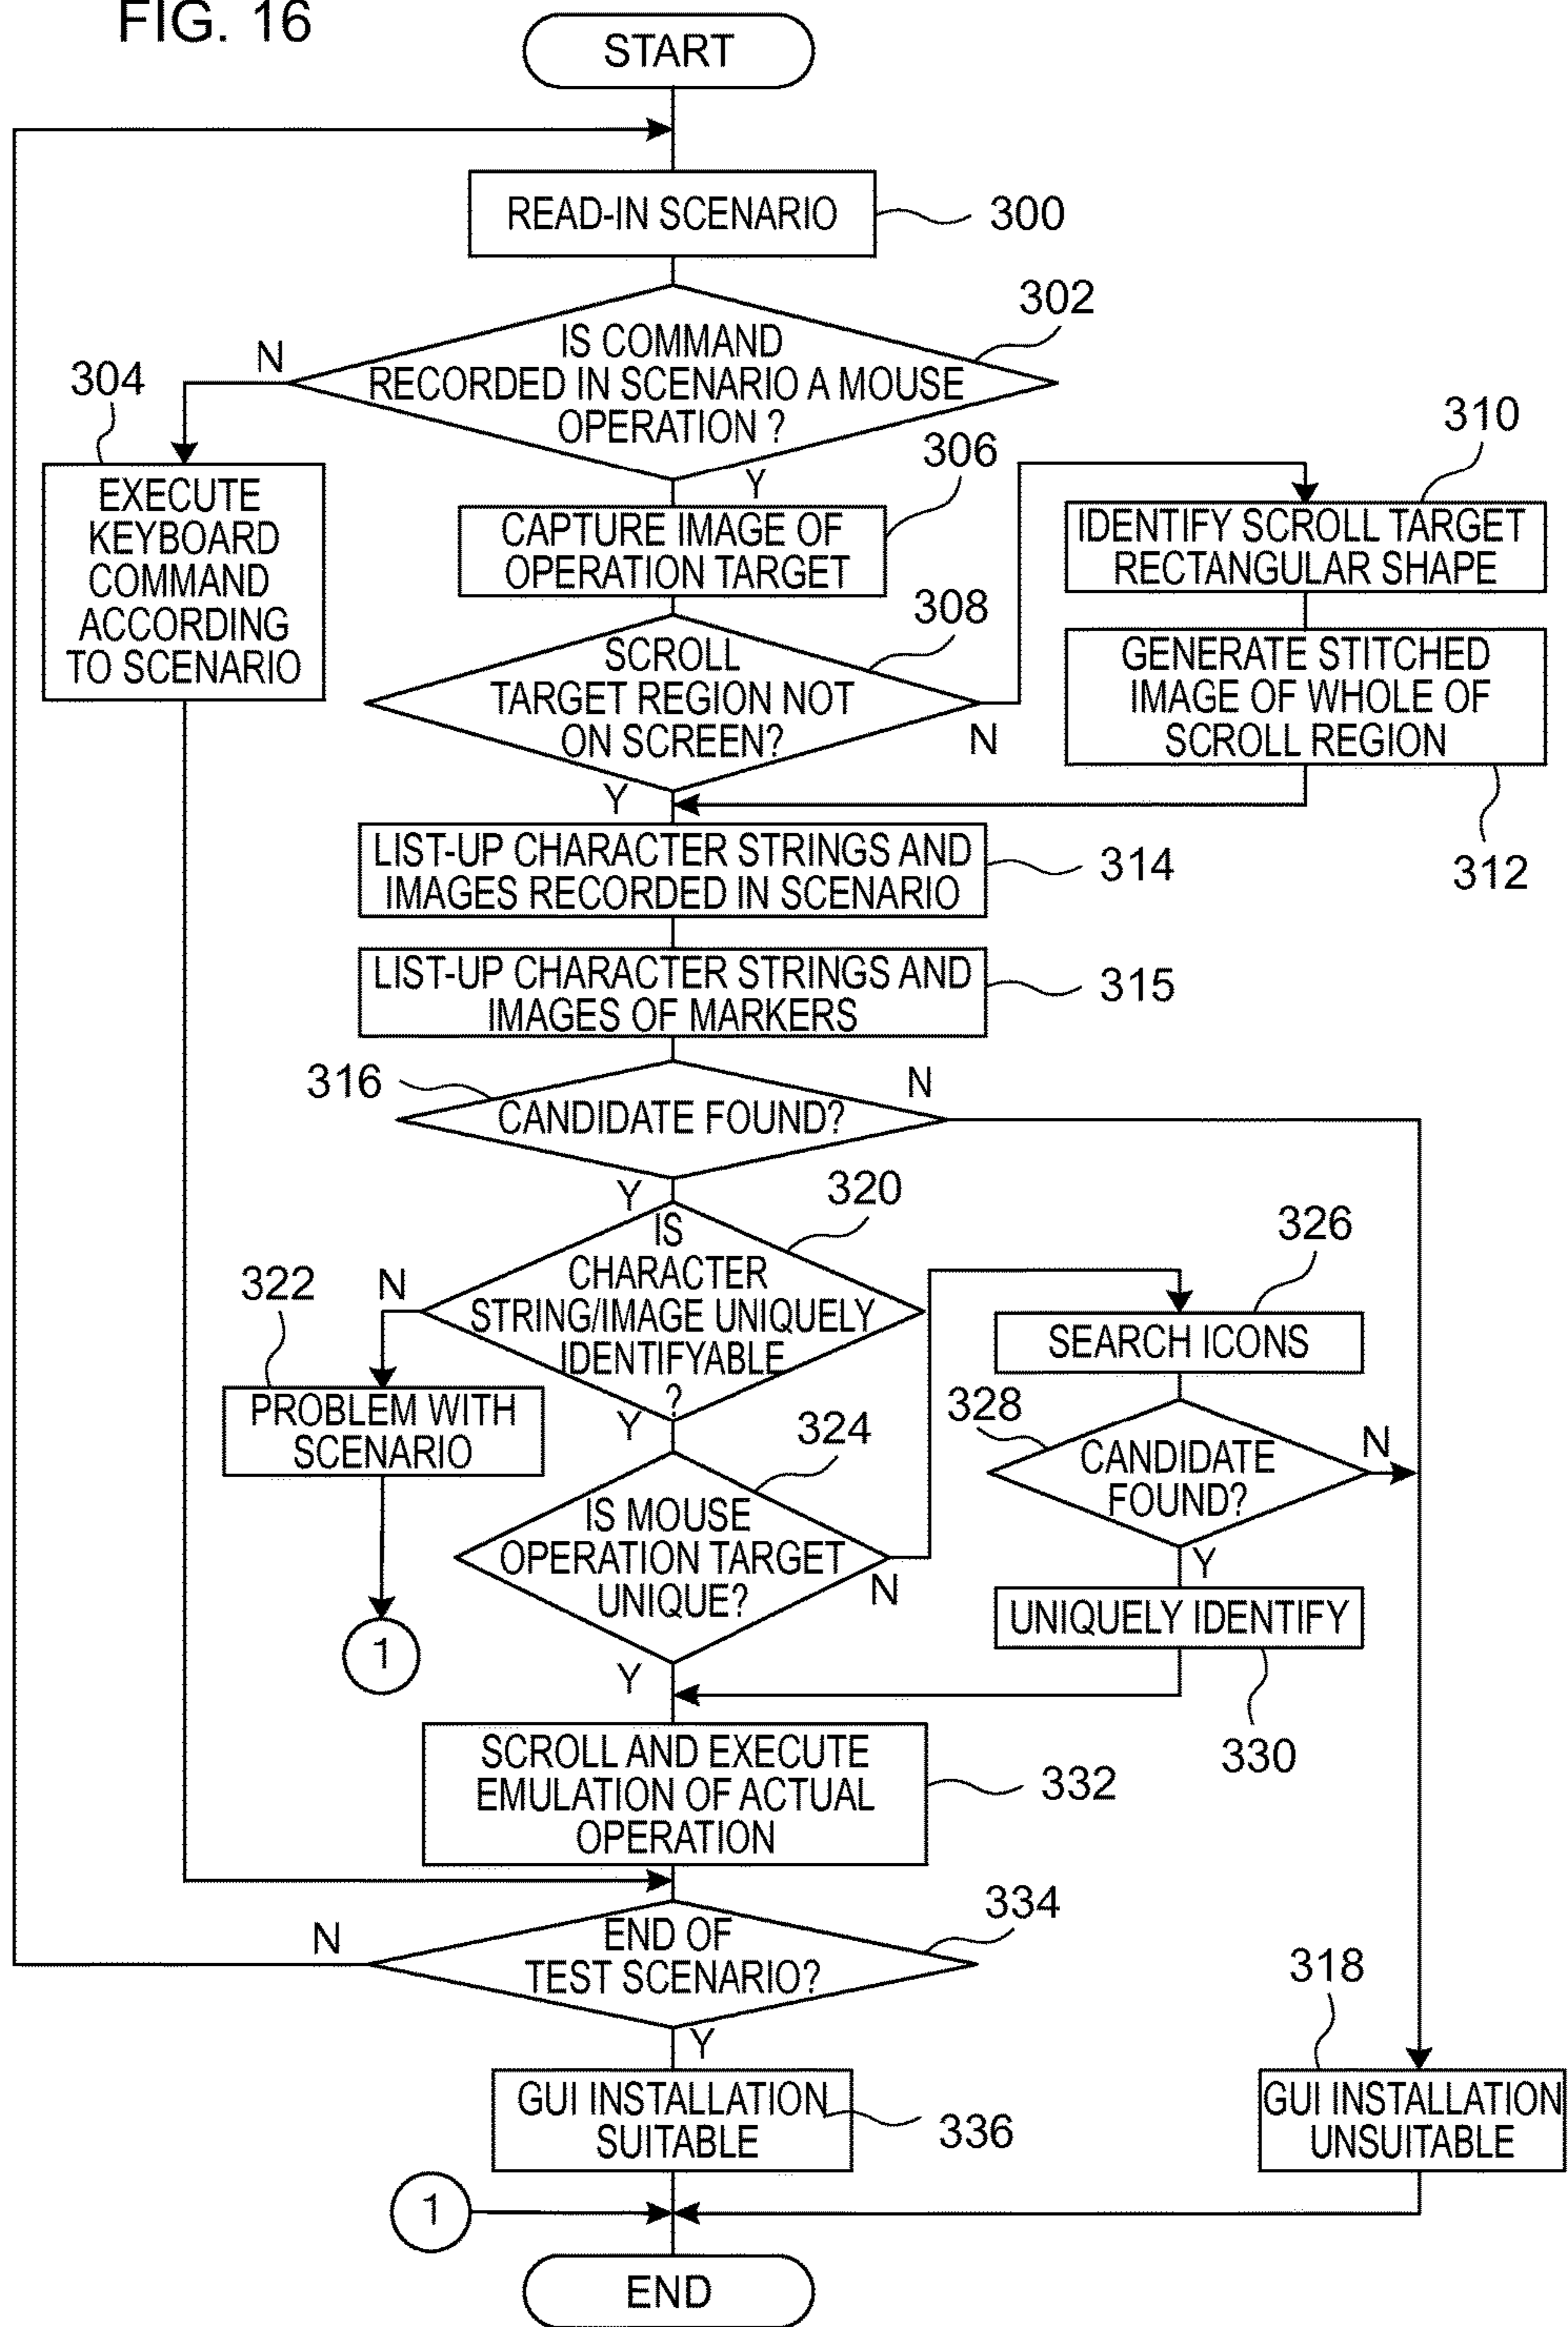 FIG. 16
START
READ-IN SCENARIO
300
302
IS COMMAND
RECORDED IN SCENARIO A MOUSE
OPERATION ?
N
Y
304
EXECUTE
KEYBOARD
COMMAND
ACCORDING
TO SCENARIO
306
CAPTURE IMAGE OF
OPERATION TARGET
308
SCROLL
TARGET REGION NOT
ON SCREEN?
N
Y
310
IDENTIFY SCROLL TARGET
RECTANGULAR SHAPE
GENERATE STITCHED
IMAGE OF WHOLE OF
SCROLL REGION
312
LIST-UP CHARACTER STRINGS AND
IMAGES RECORDED IN SCENARIO
314
LIST-UP CHARACTER STRINGS AND
IMAGES OF MARKERS
315
316
CANDIDATE FOUND?
N
Y
320
IS
CHARACTER
STRING/IMAGE UNIQUELY
IDENTIFYABLE
?
N
Y
322
PROBLEM WITH
SCENARIO
1
324
IS MOUSE
OPERATION TARGET
UNIQUE?
N
Y
326
SEARCH ICONS
328
CANDIDATE
FOUND?
N
Y
UNIQUELY IDENTIFY
330
SCROLL AND EXECUTE
EMULATION OF ACTUAL
OPERATION
332
334
END OF
TEST SCENARIO?
N
Y
318
GUI INSTALLATION
UNSUITABLE
GUI INSTALLATION
SUITABLE
336
1
END